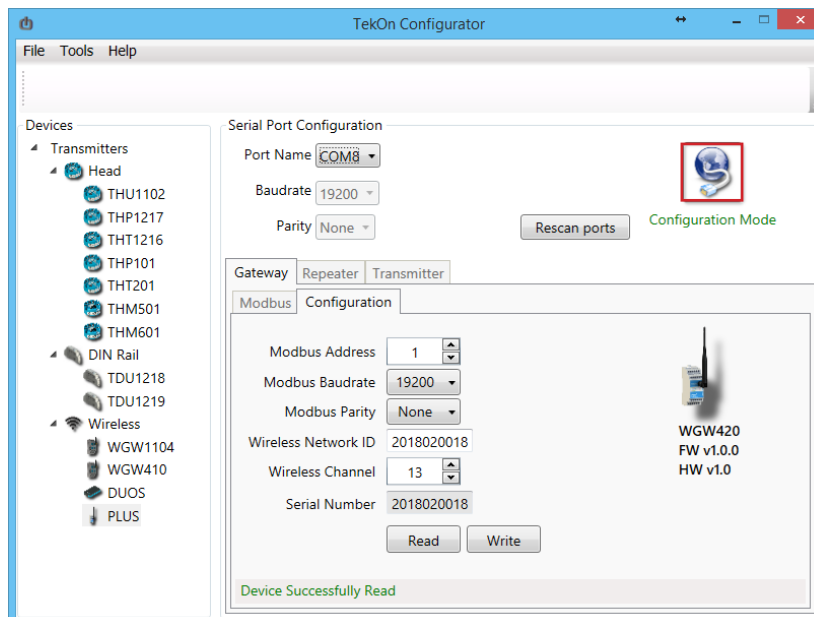 TekOn Configurator
File Tools Help
Devices
Transmitters
Head
THU1102
THP1217
THT1216
THP101
THT201
THM501
THM601
DIN Rail
TDU1218
TDU1219
Wireless
WGW1104
WGW410
DUOS
PLUS
Serial Port Configuration
Port Name COM8
Baudrate 19200
Parity None
Rescan ports
Configuration Mode
Gateway Repeater Transmitter
Modbus Configuration
Modbus Address 1
Modbus Baudrate 19200
Modbus Parity None
Wireless Network ID 2018020018
Wireless Channel 13
Serial Number 2018020018
Read Write
WGW420
FW v1.0.0
HW v1.0
Device Successfully Read